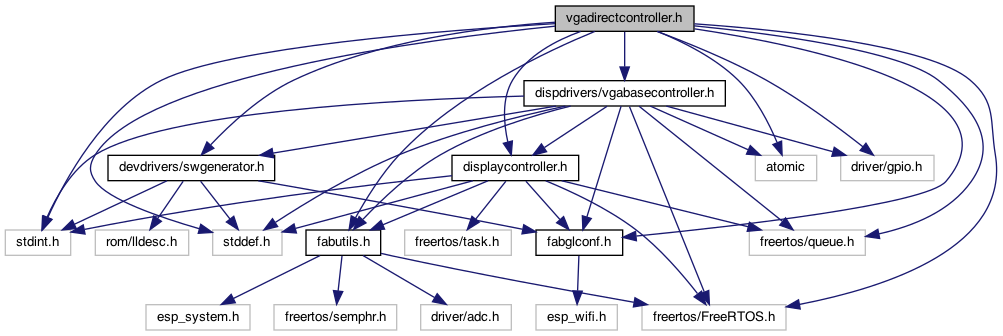 vgadirectcontroller.h
dispdrivers/vgabasecontroller.h
devdrivers/swgenerator.h
displaycontroller.h
atomic
driver/gpio.h
stdint.h
rom/lldesc.h
stddef.h
fabutils.h
freertos/task.h
fabglconf.h
freertos/queue.h
esp_system.h
freertos/semphr.h
driver/adc.h
esp_wifi.h
freertos/FreeRTOS.h